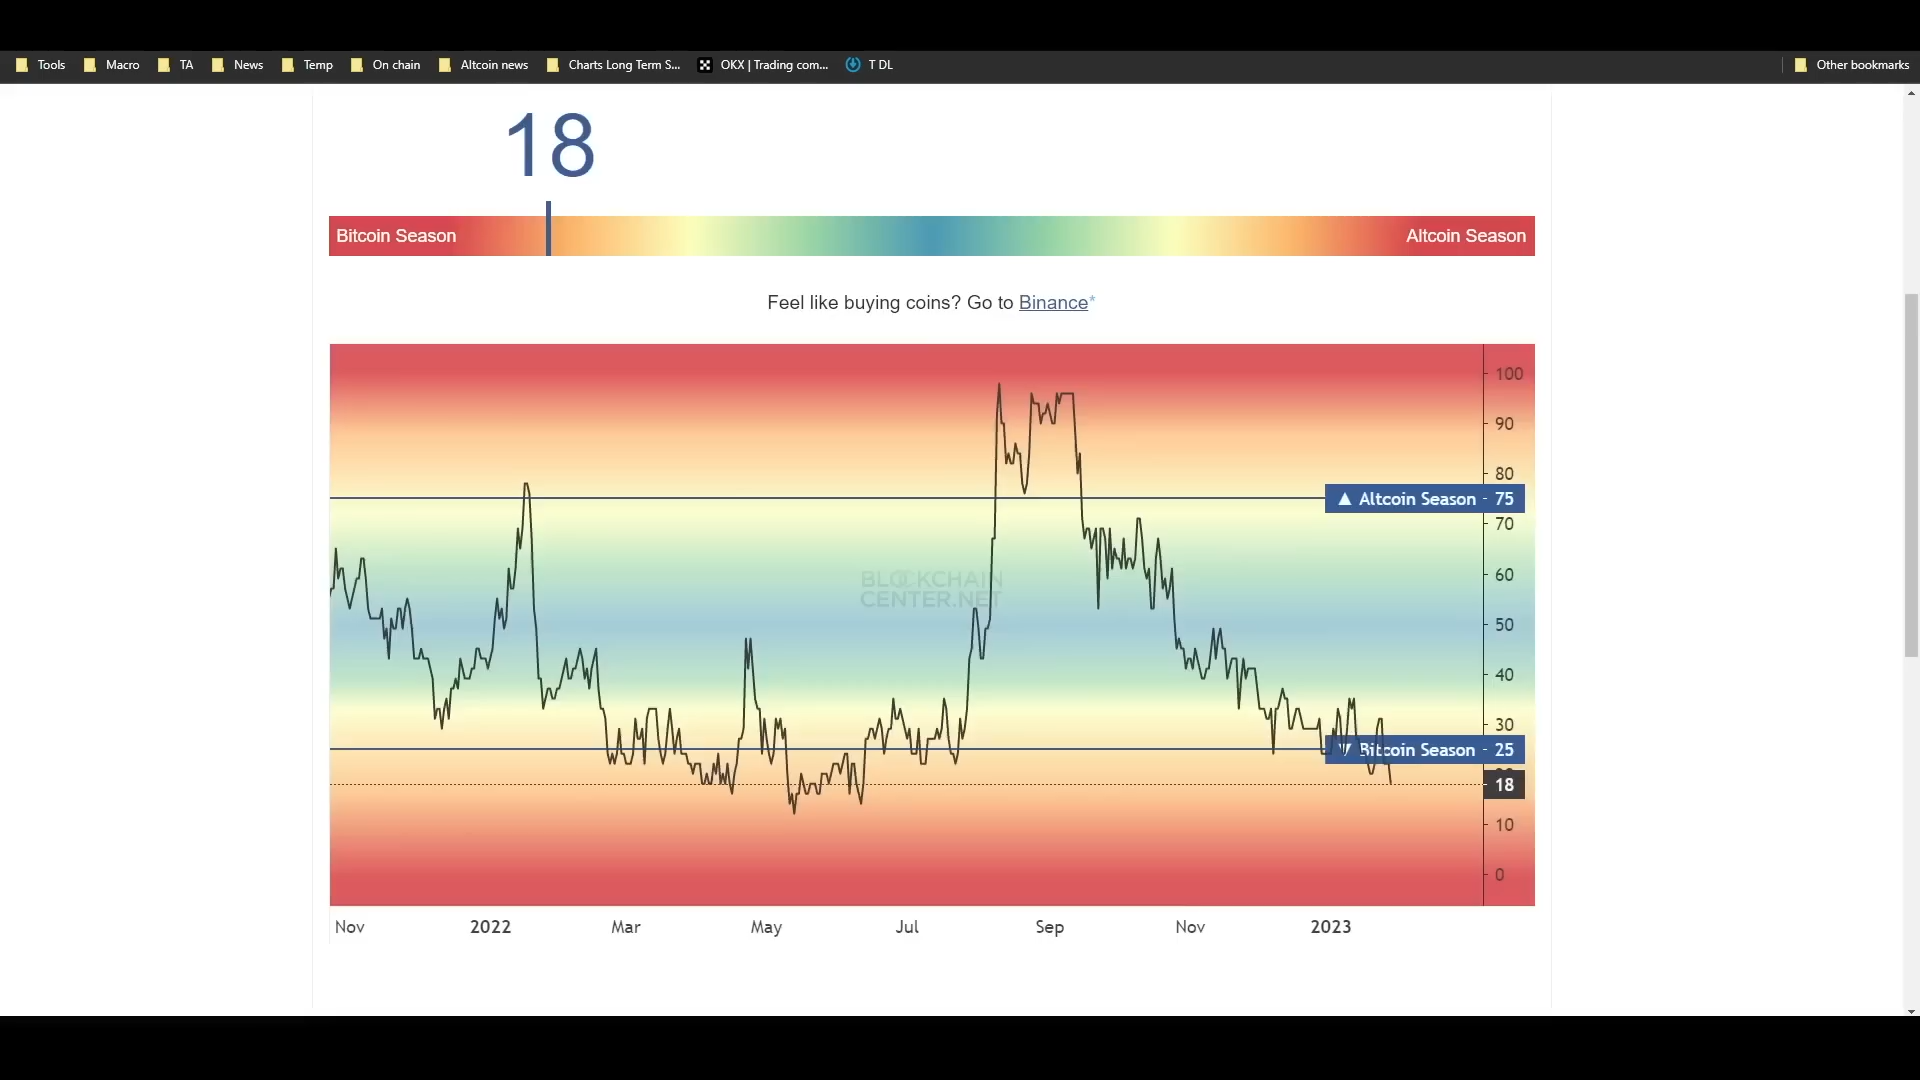 Tools Macro TA News Temp On chain Altcoin news Charts Long Term S... OKX | Trading com... T DL Other bookmarks
18
Bitcoin Season Altcoin Season
Feel like buying coins? Go to Binance*
100
90
80
▲ Altcoin Season - 75
70
BLOCKCHAIN
CENTER.NET
60
50
40
30
▼ Bitcoin Season - 25
18
10
0
Nov 2022 Mar May Jul Sep Nov 2023